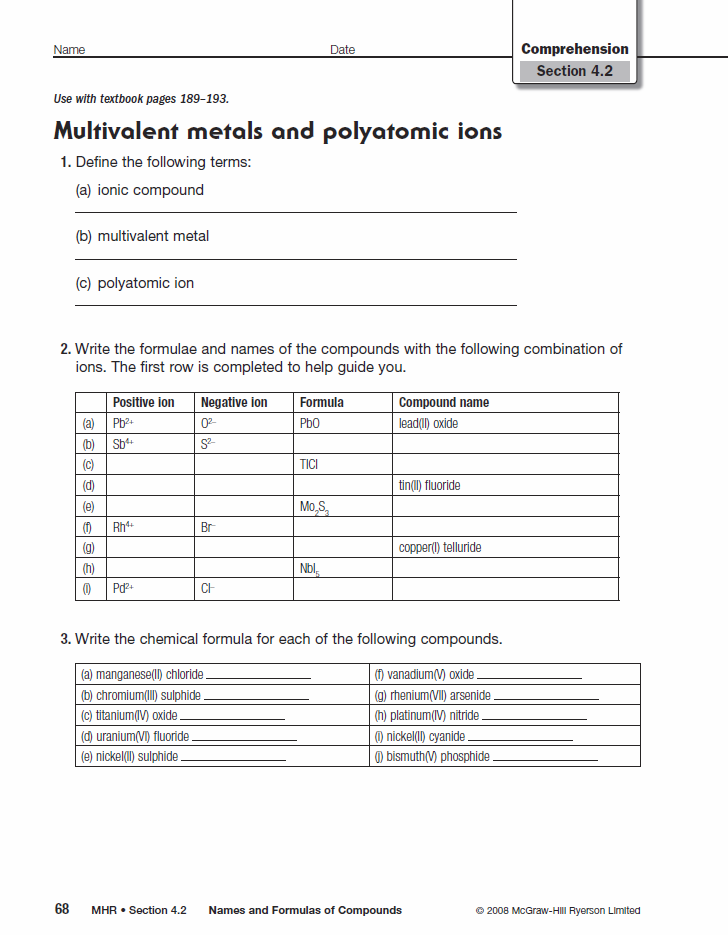 Name Date Comprehension
Section 4.2
Use with textbook pages 189–193.
Multivalent metals and polyatomic ions
1. Define the following terms:
(a) ionic compound
(b) multivalent metal
(c) polyatomic ion
2. Write the formulae and names of the compounds with the following combination of
ions. The first row is completed to help guide you.
Positive ion Negative ion Formula Compound name
(a) Pb²⁺ O²⁻ PbO lead(II) oxide
(b) Sb⁴⁺ S²⁻
(c) TlCl
(d) tin(II) fluoride
(e) Mo₂S₃
(f) Rh⁴⁺ Br⁻
(g) copper(I) telluride
(h) NbI₅
(i) Pd²⁺ Cl⁻
3. Write the chemical formula for each of the following compounds.
(a) manganese(II) chloride (f) vanadium(V) oxide
(b) chromium(III) sulphide (g) rhenium(VII) arsenide
(c) titanium(IV) oxide (h) platinum(IV) nitride
(d) uranium(VI) fluoride (i) nickel(II) cyanide
(e) nickel(II) sulphide (j) bismuth(V) phosphide
68 MHR • Section 4.2 Names and Formulas of Compounds © 2008 McGraw-Hill Ryerson Limited